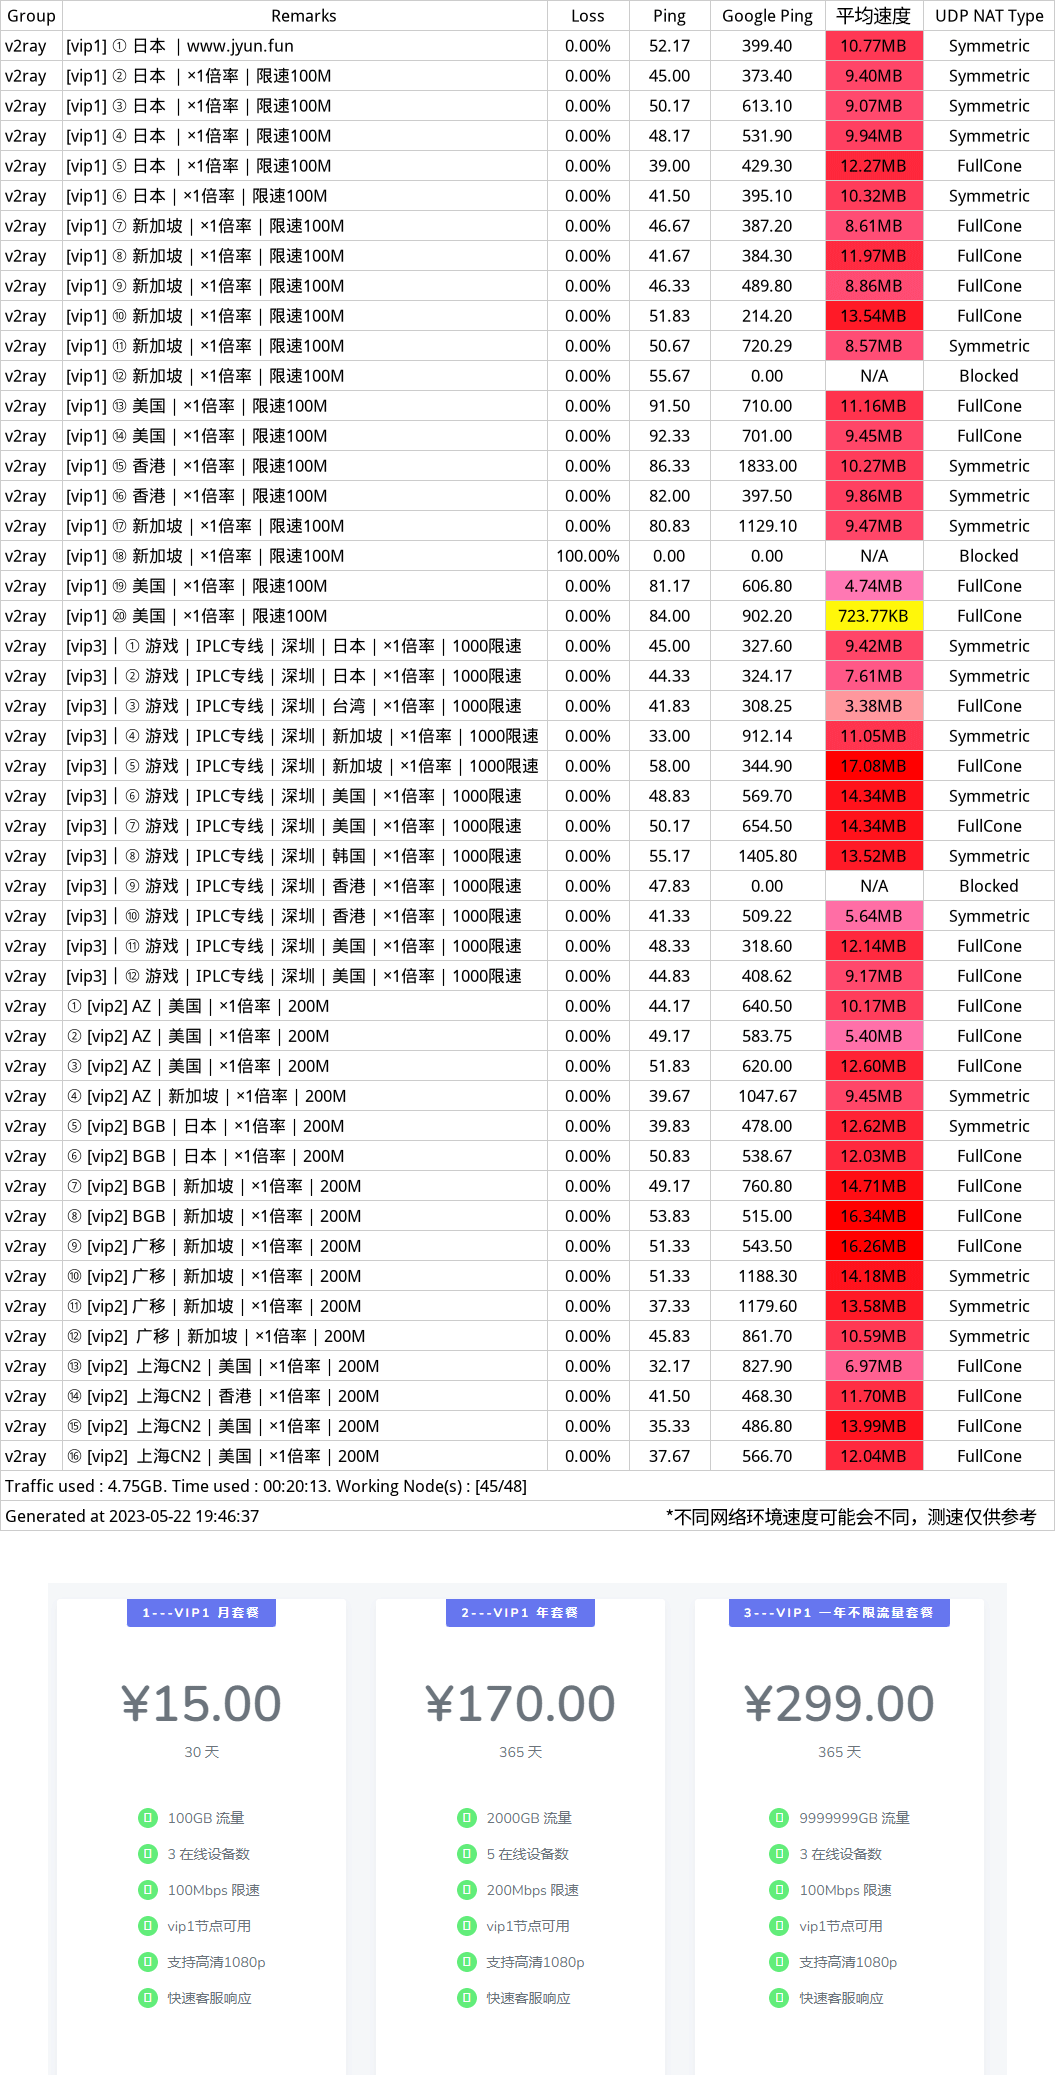 Group Remarks Loss Ping Google Ping 平均速度 UDP NAT Type
v2ray [vip1] ① 日本 | www.jyun.fun 0.00% 52.17 399.40 10.77MB Symmetric
v2ray [vip1] ② 日本 | ×1倍率 | 限速100M 0.00% 45.00 373.40 9.40MB Symmetric
v2ray [vip1] ③ 日本 | ×1倍率 | 限速100M 0.00% 50.17 613.10 9.07MB Symmetric
v2ray [vip1] ④ 日本 | ×1倍率 | 限速100M 0.00% 48.17 531.90 9.94MB Symmetric
v2ray [vip1] ⑤ 日本 | ×1倍率 | 限速100M 0.00% 39.00 429.30 12.27MB FullCone
v2ray [vip1] ⑥ 日本 | ×1倍率 | 限速100M 0.00% 41.50 395.10 10.32MB Symmetric
v2ray [vip1] ⑦ 新加坡 | ×1倍率 | 限速100M 0.00% 46.67 387.20 8.61MB FullCone
v2ray [vip1] ⑧ 新加坡 | ×1倍率 | 限速100M 0.00% 41.67 384.30 11.97MB FullCone
v2ray [vip1] ⑨ 新加坡 | ×1倍率 | 限速100M 0.00% 46.33 489.80 8.86MB FullCone
v2ray [vip1] ⑩ 新加坡 | ×1倍率 | 限速100M 0.00% 51.83 214.20 13.54MB FullCone
v2ray [vip1] ⑪ 新加坡 | ×1倍率 | 限速100M 0.00% 50.67 720.29 8.57MB Symmetric
v2ray [vip1] ⑫ 新加坡 | ×1倍率 | 限速100M 0.00% 55.67 0.00 N/A Blocked
v2ray [vip1] ⑬ 美国 | ×1倍率 | 限速100M 0.00% 91.50 710.00 11.16MB FullCone
v2ray [vip1] ⑭ 美国 | ×1倍率 | 限速100M 0.00% 92.33 701.00 9.45MB FullCone
v2ray [vip1] ⑮ 香港 | ×1倍率 | 限速100M 0.00% 86.33 1833.00 10.27MB Symmetric
v2ray [vip1] ⑯ 香港 | ×1倍率 | 限速100M 0.00% 82.00 397.50 9.86MB Symmetric
v2ray [vip1] ⑰ 新加坡 | ×1倍率 | 限速100M 0.00% 80.83 1129.10 9.47MB Symmetric
v2ray [vip1] ⑱ 新加坡 | ×1倍率 | 限速100M 100.00% 0.00 0.00 N/A Blocked
v2ray [vip1] ⑲ 美国 | ×1倍率 | 限速100M 0.00% 81.17 606.80 4.74MB FullCone
v2ray [vip1] ⑳ 美国 | ×1倍率 | 限速100M 0.00% 84.00 902.20 723.77KB FullCone
v2ray [vip3] | ① 游戏 | IPLC专线 | 深圳 | 日本 | ×1倍率 | 1000限速 0.00% 45.00 327.60 9.42MB Symmetric
v2ray [vip3] | ② 游戏 | IPLC专线 | 深圳 | 日本 | ×1倍率 | 1000限速 0.00% 44.33 324.17 7.61MB Symmetric
v2ray [vip3] | ③ 游戏 | IPLC专线 | 深圳 | 台湾 | ×1倍率 | 1000限速 0.00% 41.83 308.25 3.38MB FullCone
v2ray [vip3] | ④ 游戏 | IPLC专线 | 深圳 | 新加坡 | ×1倍率 | 1000限速 0.00% 33.00 912.14 11.05MB Symmetric
v2ray [vip3] | ⑤ 游戏 | IPLC专线 | 深圳 | 新加坡 | ×1倍率 | 1000限速 0.00% 58.00 344.90 17.08MB FullCone
v2ray [vip3] | ⑥ 游戏 | IPLC专线 | 深圳 | 美国 | ×1倍率 | 1000限速 0.00% 48.83 569.70 14.34MB Symmetric
v2ray [vip3] | ⑦ 游戏 | IPLC专线 | 深圳 | 美国 | ×1倍率 | 1000限速 0.00% 50.17 654.50 14.34MB FullCone
v2ray [vip3] | ⑧ 游戏 | IPLC专线 | 深圳 | 韩国 | ×1倍率 | 1000限速 0.00% 55.17 1405.80 13.52MB Symmetric
v2ray [vip3] | ⑨ 游戏 | IPLC专线 | 深圳 | 香港 | ×1倍率 | 1000限速 0.00% 47.83 0.00 N/A Blocked
v2ray [vip3] | ⑩ 游戏 | IPLC专线 | 深圳 | 香港 | ×1倍率 | 1000限速 0.00% 41.33 509.22 5.64MB Symmetric
v2ray [vip3] | ⑪ 游戏 | IPLC专线 | 深圳 | 美国 | ×1倍率 | 1000限速 0.00% 48.33 318.60 12.14MB FullCone
v2ray [vip3] | ⑫ 游戏 | IPLC专线 | 深圳 | 美国 | ×1倍率 | 1000限速 0.00% 44.83 408.62 9.17MB FullCone
v2ray ① [vip2] AZ | 美国 | ×1倍率 | 200M 0.00% 44.17 640.50 10.17MB FullCone
v2ray ② [vip2] AZ | 美国 | ×1倍率 | 200M 0.00% 49.17 583.75 5.40MB FullCone
v2ray ③ [vip2] AZ | 美国 | ×1倍率 | 200M 0.00% 51.83 620.00 12.60MB FullCone
v2ray ④ [vip2] AZ | 新加坡 | ×1倍率 | 200M 0.00% 39.67 1047.67 9.45MB Symmetric
v2ray ⑤ [vip2] BGB | 日本 | ×1倍率 | 200M 0.00% 39.83 478.00 12.62MB Symmetric
v2ray ⑥ [vip2] BGB | 日本 | ×1倍率 | 200M 0.00% 50.83 538.67 12.03MB FullCone
v2ray ⑦ [vip2] BGB | 新加坡 | ×1倍率 | 200M 0.00% 49.17 760.80 14.71MB FullCone
v2ray ⑧ [vip2] BGB | 新加坡 | ×1倍率 | 200M 0.00% 53.83 515.00 16.34MB FullCone
v2ray ⑨ [vip2] 广移 | 新加坡 | ×1倍率 | 200M 0.00% 51.33 543.50 16.26MB FullCone
v2ray ⑩ [vip2] 广移 | 新加坡 | ×1倍率 | 200M 0.00% 51.33 1188.30 14.18MB Symmetric
v2ray ⑪ [vip2] 广移 | 新加坡 | ×1倍率 | 200M 0.00% 37.33 1179.60 13.58MB Symmetric
v2ray ⑫ [vip2] 广移 | 新加坡 | ×1倍率 | 200M 0.00% 45.83 861.70 10.59MB Symmetric
v2ray ⑬ [vip2] 上海CN2 | 美国 | ×1倍率 | 200M 0.00% 32.17 827.90 6.97MB FullCone
v2ray ⑭ [vip2] 上海CN2 | 香港 | ×1倍率 | 200M 0.00% 41.50 468.30 11.70MB FullCone
v2ray ⑮ [vip2] 上海CN2 | 美国 | ×1倍率 | 200M 0.00% 35.33 486.80 13.99MB FullCone
v2ray ⑯ [vip2] 上海CN2 | 美国 | ×1倍率 | 200M 0.00% 37.67 566.70 12.04MB FullCone
Traffic used : 4.75GB. Time used : 00:20:13. Working Node(s) : [45/48]
Generated at 2023-05-22 19:46:37 *不同网络环境速度可能会不同，测速仅供参考
1---VIP1 月套餐
¥15.00
30 天
100GB 流量
3 在线设备数
100Mbps 限速
vip1节点可用
支持高清1080p
快速客服响应
2---VIP1 年套餐
¥170.00
365 天
2000GB 流量
5 在线设备数
200Mbps 限速
vip1节点可用
支持高清1080p
快速客服响应
3---VIP1 一年不限流量套餐
¥299.00
365 天
9999999GB 流量
3 在线设备数
100Mbps 限速
vip1节点可用
支持高清1080p
快速客服响应